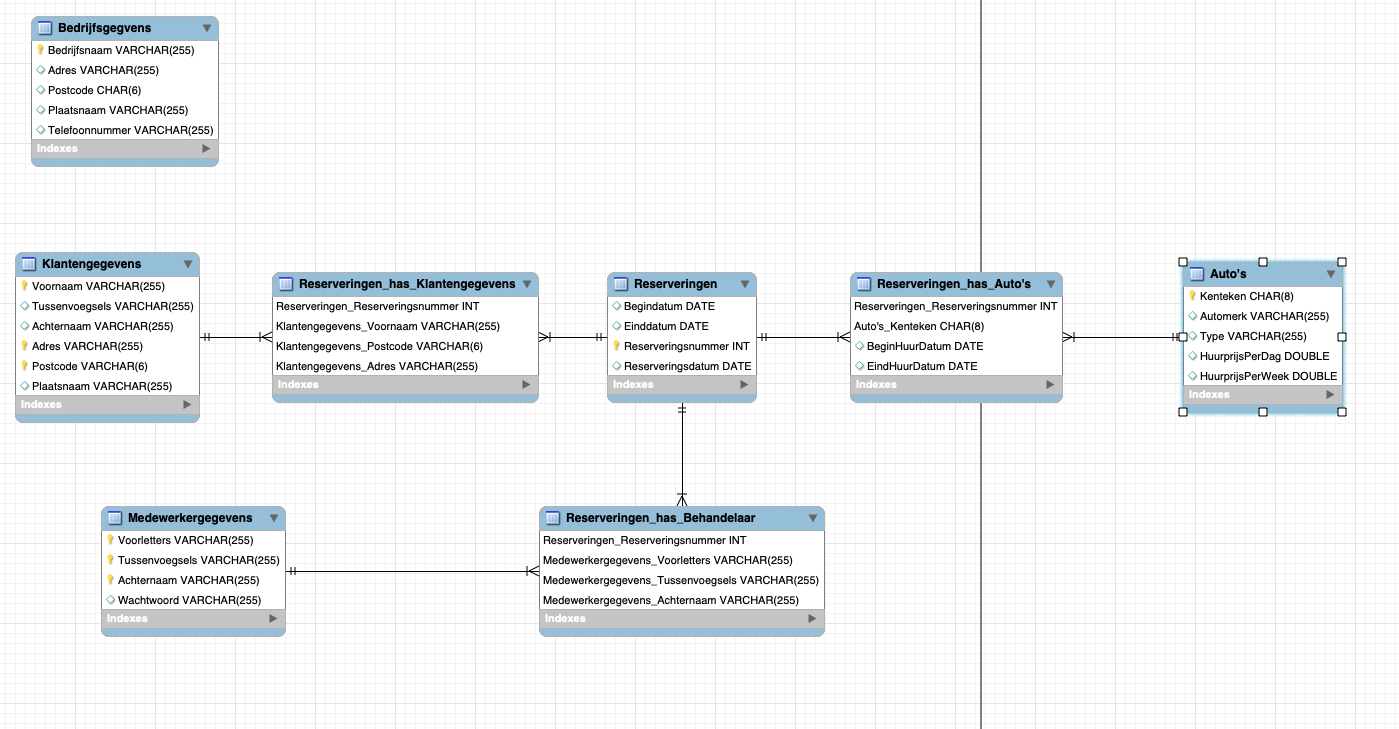 Bedrijfsgegvens
Bedrijfsnaam VARCHAR(255)
Adres VARCHAR(255)
Postcode CHAR(6)
Plaatsnaam VARCHAR(255)
Telefoonnummer VARCHAR(255)
Indexes
Klantengegevens
Voornaam VARCHAR(255)
Tussenvoegsels VARCHAR(255)
Achternaam VARCHAR(255)
Adres VARCHAR(255)
Postcode VARCHAR(6)
Plaatsnaam VARCHAR(255)
Indexes
Reserveringen_has_Klantengegevens
Reserveringen_Reserveringsnummer INT
Klantengegevens_Voornaam VARCHAR(255)
Klantengegevens_Postcode VARCHAR(6)
Klantengegevens_Adres VARCHAR(255)
Indexes
Reserveringen
Begindatum DATE
Einddatum DATE
Reserveringsnummer INT
Reserveringsdatum DATE
Indexes
Reserveringen_has_Auto's
Reserveringen_Reserveringsnummer INT
Auto's_Kenteken CHAR(8)
BeginHuurDatum DATE
EindHuurDatum DATE
Indexes
Auto's
Kenteken CHAR(8)
Automerk VARCHAR(255)
Type VARCHAR(255)
HuurprijsPerDag DOUBLE
HuurprijsPerWeek DOUBLE
Indexes
Medewerkergegevens
Voorletters VARCHAR(255)
Tussenvoegsels VARCHAR(255)
Achternaam VARCHAR(255)
Wachtwoord VARCHAR(255)
Indexes
Reserveringen_has_Behandelaar
Reserveringen_Reserveringsnummer INT
Medewerkergegevens_Voorletters VARCHAR(255)
Medewerkergegevens_Tussenvoegsels VARCHAR(255)
Medewerkergegevens_Achternaam VARCHAR(255)
Indexes